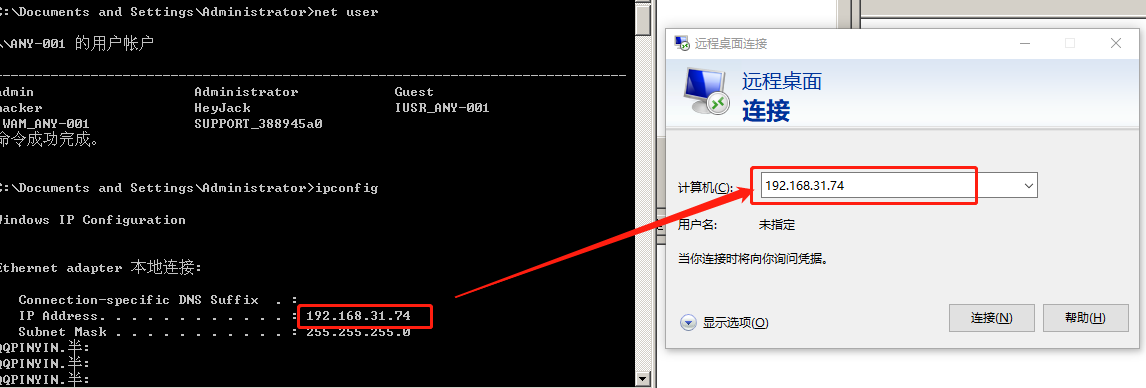 C:\Documents and Settings\Administrator>net user
\\ANY-001 的用户帐户
-------------------------------------------------------------------------------
admin Administrator Guest
hacker HeyJack IUSR_ANY-001
IWAM_ANY-001 SUPPORT_388945a0
命令成功完成。
C:\Documents and Settings\Administrator>ipconfig
Windows IP Configuration
Ethernet adapter 本地连接:
Connection-specific DNS Suffix . :
IP Address. . . . . . . . . . . . : 192.168.31.74
Subnet Mask . . . . . . . . . . . : 255.255.255.0
QQPINYIN.半:
QQPINYIN.半:
QQPINYIN.半:
远程桌面连接
远程桌面
连接
计算机(C): 192.168.31.74
用户名: 未指定
当你连接时将向你询问凭据。
显示选项(O)
连接(N)
帮助(H)